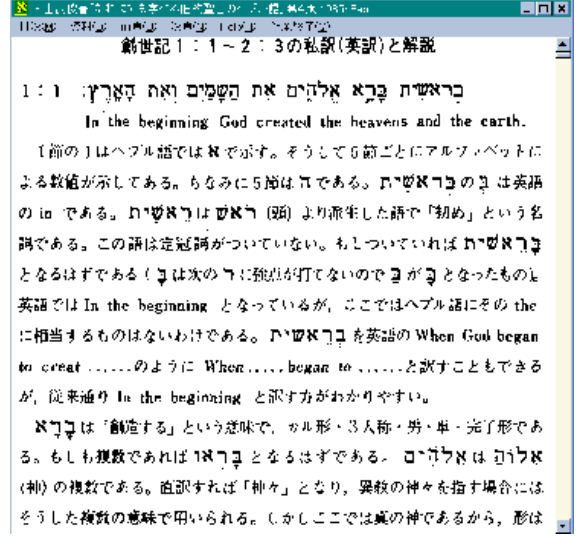 創世記1:1~2:3の私訳(英訳)と解説
1:1 בְּרֵאשִׁית בָּרָא אֱלֹהִים אֵת הַשָּׁמַיִם וְאֵת הָאָרֶץ׃
In the beginning God created the heavens and the earth.
1節の1はヘブル語では א で示す。そうして5節ごとにアルファベットに
よる数値が示してある。ちなみに5節は ה である。בְּרֵאשִׁית の בְּ は英語
の in である。רֵאשִׁית は רֹאשׁ (頭) より派生した語で「初め」という名
詞である。この語は定冠詞がついていない。もしついていれば בָּרֵאשִׁית
となるはずである ( בָּ は次の ר に強点が打てないので בַּ が בָּ となったもの)。
英語では In the beginning となっているが, ここではヘブル語にその the
に相当するものはないわけである。בְּרֵאשִׁית を英語の When God began
to creat ......のように When.....began to ......と訳すこともできる
が, 従来通り In the beginning と訳す方がわかりやすい。
בָּרָא は「創造する」という意味で, カル形・3人称・男・単・完了形であ
る。もしも複数であれば בָּרְאוּ となるはずである。אֱלֹהִים は אֱלוֹהַּ
(神) の複数である。直訳すれば「神々」となり, 異教の神々を指す場合には
そうした複数の意味で用いられる。しかしここでは真の神であるから, 形は